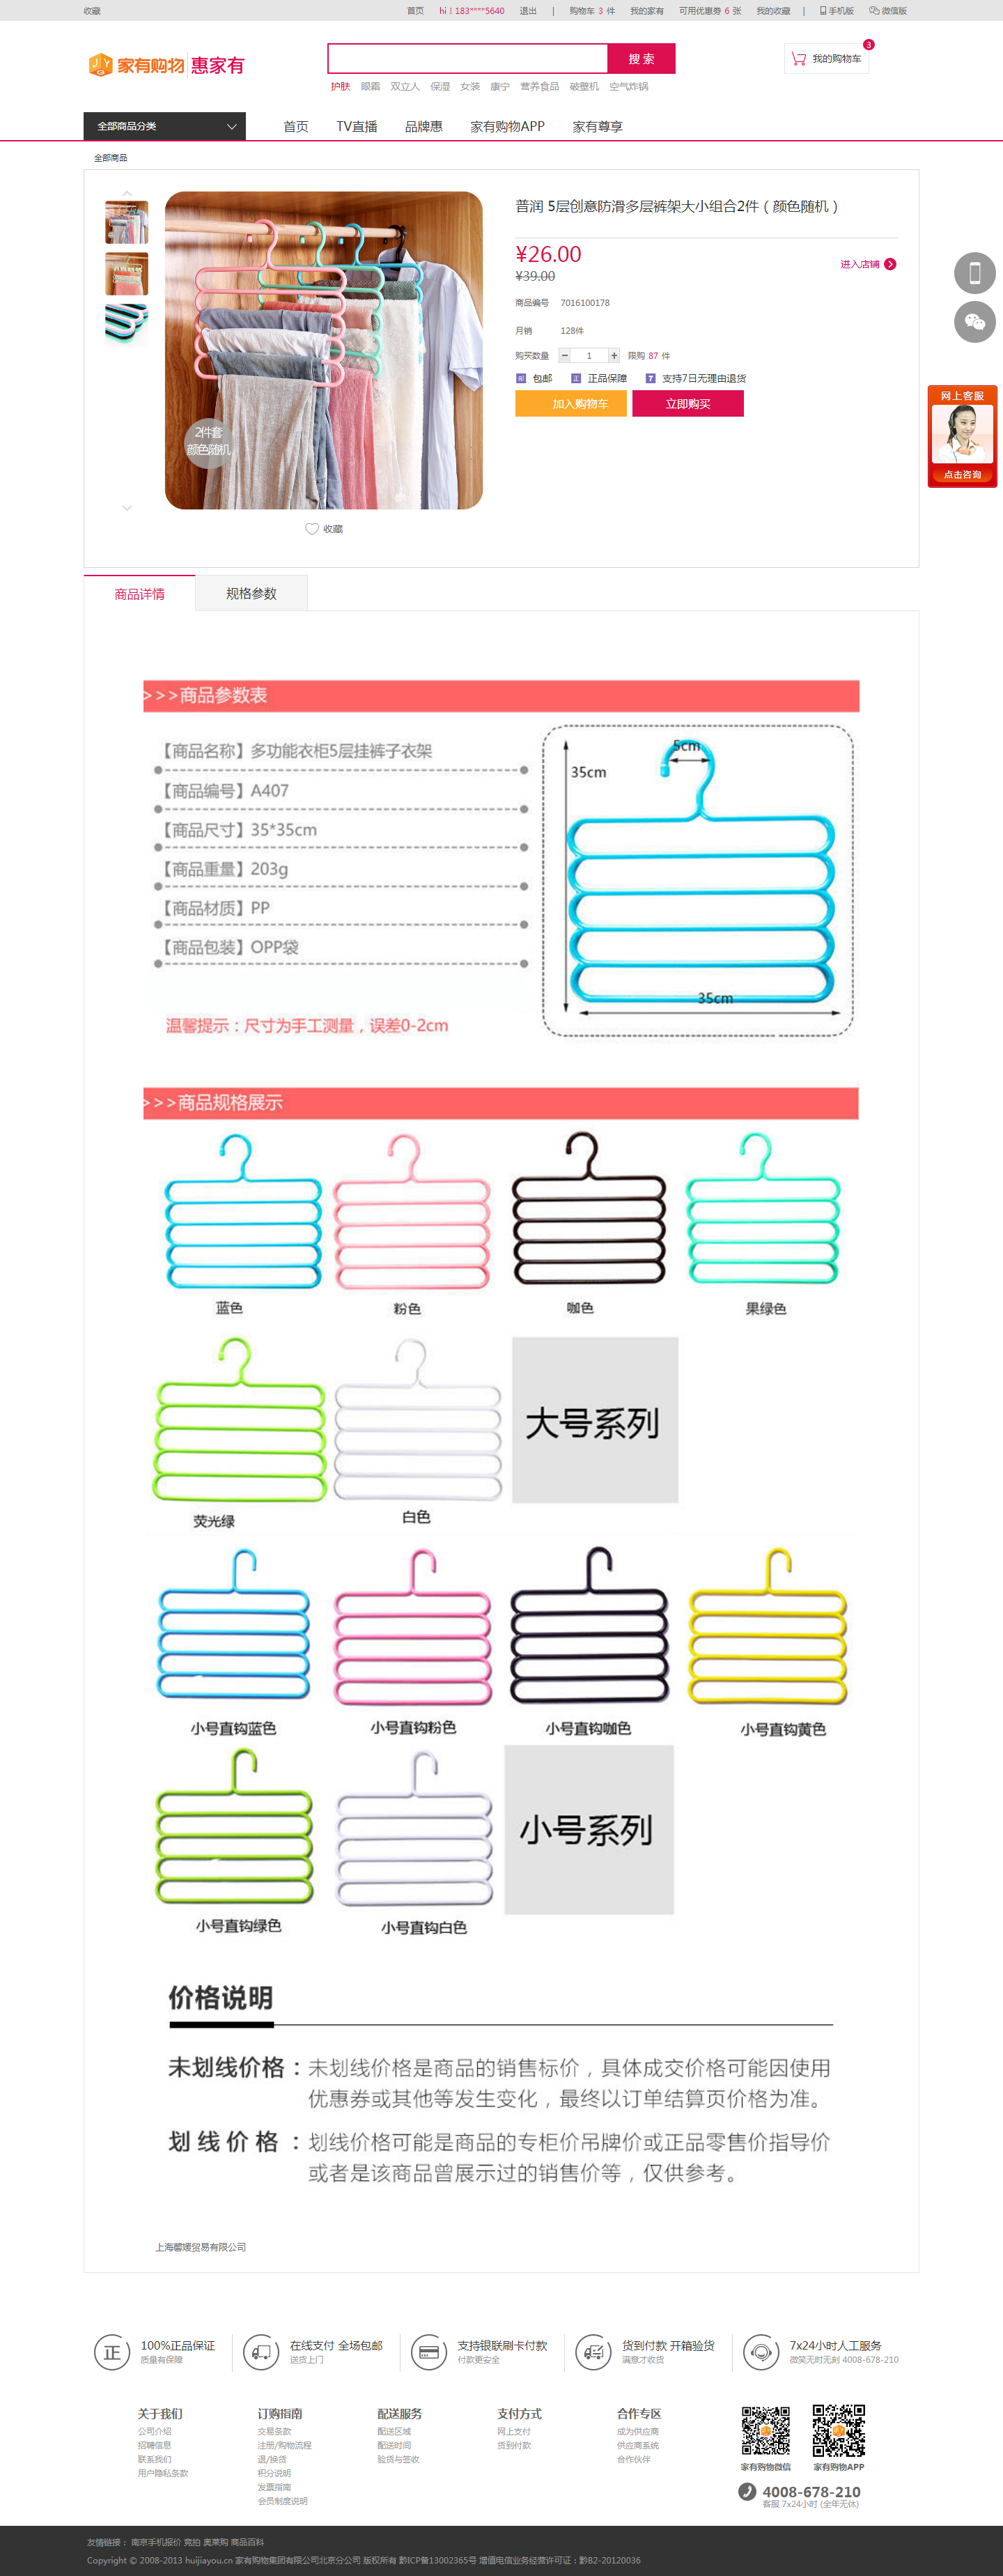 收藏
首页 hi！183****5640 退出 | 购物车 3 件 我的家有 可用优惠劵 6 张 我的收藏 | 手机版 微信版
家有购物 惠家有
搜 索
3
我的购物车
护肤 眼霜 双立人 保湿 女装 康宁 营养食品 破壁机 空气炸锅
全部商品分类
首页 TV直播 品牌惠 家有购物APP 家有尊享
全部商品
普润 5层创意防滑多层裤架大小组合2件（颜色随机）
¥26.00
¥39.00
进入店铺
商品编号 7016100178
月销 128件
购买数量 − 1 + 限购 87 件
邮 包邮 正 正品保障 7 支持7日无理由退货
加入购物车 立即购买
2件套
颜色随机
收藏
网上客服
点击咨询
商品详情 规格参数
>>>商品参数表
【商品名称】多功能衣柜5层挂裤子衣架
【商品编号】A407
【商品尺寸】35*35cm
【商品重量】203g
【商品材质】PP
【商品包装】OPP袋
温馨提示：尺寸为手工测量，误差0-2cm
5cm
35cm
35cm
>>>商品规格展示
蓝色 粉色 咖色 果绿色
大号系列
荧光绿 白色
小号直钩蓝色 小号直钩粉色 小号直钩咖色 小号直钩黄色
小号系列
小号直钩绿色 小号直钩白色
价格说明
未划线价格：未划线价格是商品的销售标价，具体成交价格可能因使用
优惠券或其他等发生变化，最终以订单结算页价格为准。
划线价格：划线价格可能是商品的专柜价吊牌价或正品零售价指导价
或者是该商品曾展示过的销售价等，仅供参考。
上海馨媛贸易有限公司
正 100%正品保证
质量有保障
在线支付 全场包邮
送货上门
支持银联刷卡付款
付款更安全
货到付款 开箱验货
满意才收货
7x24小时人工服务
微笑无时无刻 4008-678-210
关于我们
公司介绍
招聘信息
联系我们
用户隐私条款
订购指南
交易条款
注册/购物流程
退/换货
积分说明
发票指南
会员制度说明
配送服务
配送区域
配送时间
验货与签收
支付方式
网上支付
货到付款
合作专区
成为供应商
供应商系统
合作伙伴
家有购物微信 家有购物APP
4008-678-210
客服 7x24小时 (全年无休)
友情链接： 南京手机报价 竞拍 奥莱购 商品百科
Copyright © 2008-2013 huijiayou.cn 家有购物集团有限公司北京分公司 版权所有 黔ICP备13002365号 增值电信业务经营许可证：黔B2-20120036